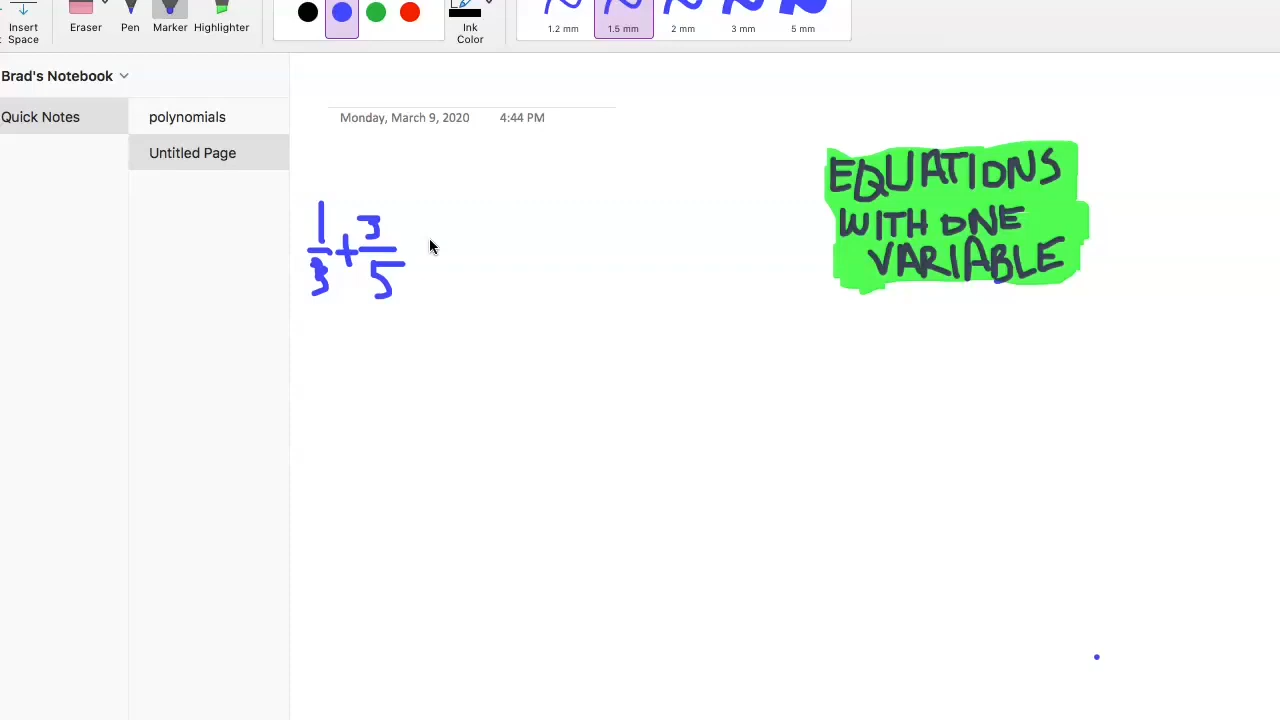 Insert
Space
Eraser
Pen
Marker
Highlighter
Ink
Color
1.2 mm
1.5 mm
2 mm
3 mm
5 mm
Brad's Notebook
Quick Notes
polynomials
Untitled Page
Monday, March 9, 2020 4:44 PM
EQUATIONS
WITH ONE
VARIABLE
1/3 + 3/5